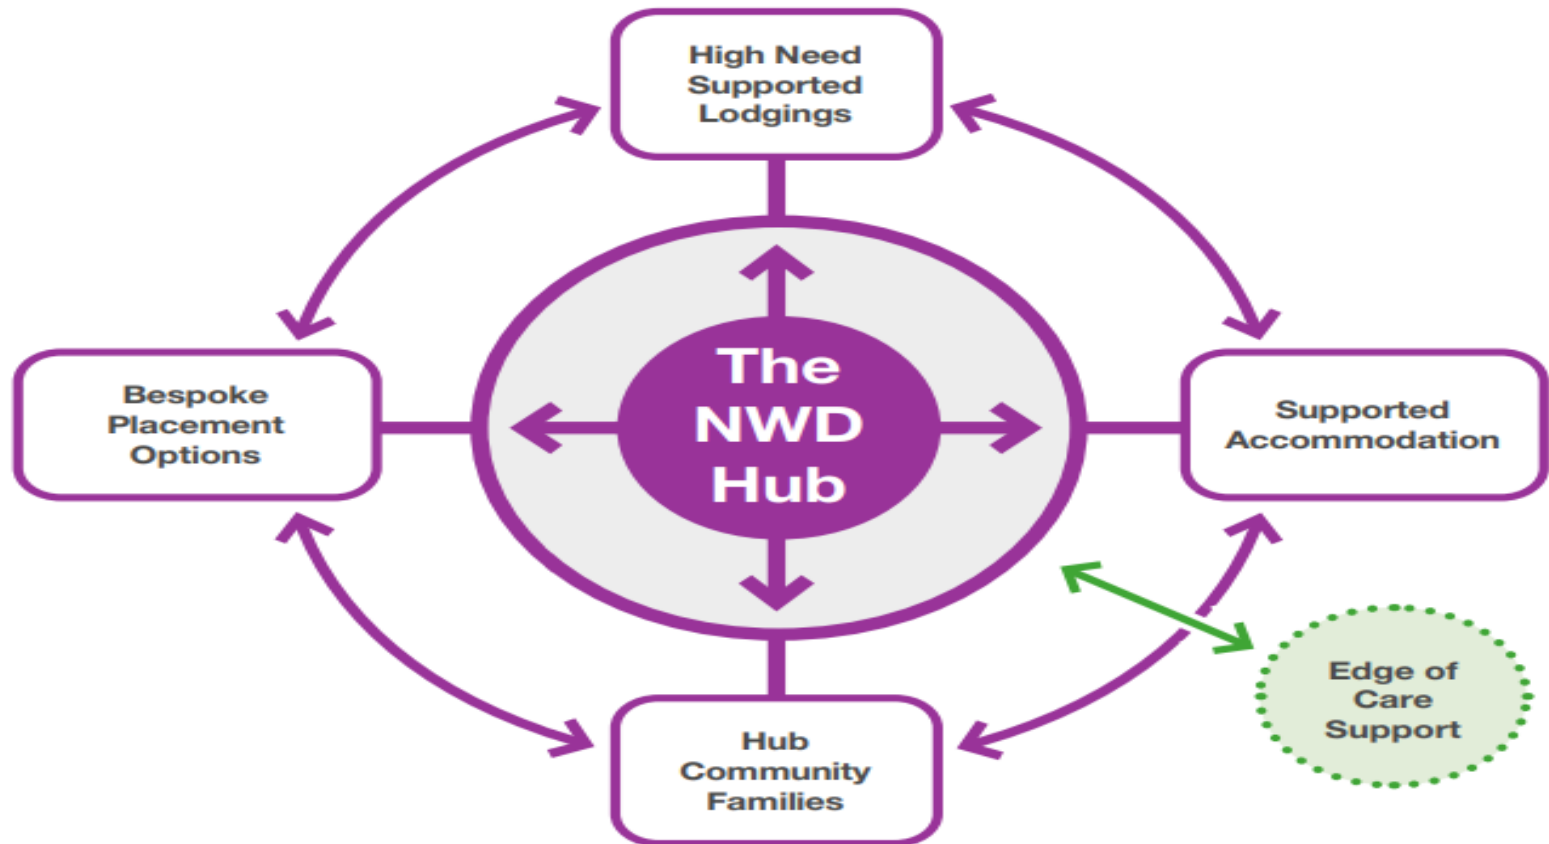 High Need
Supported
Lodgings
The
NWD
Hub
Bespoke
Placement
Options
Supported
Accommodation
Edge of
Care
Support
Hub
Community
Families